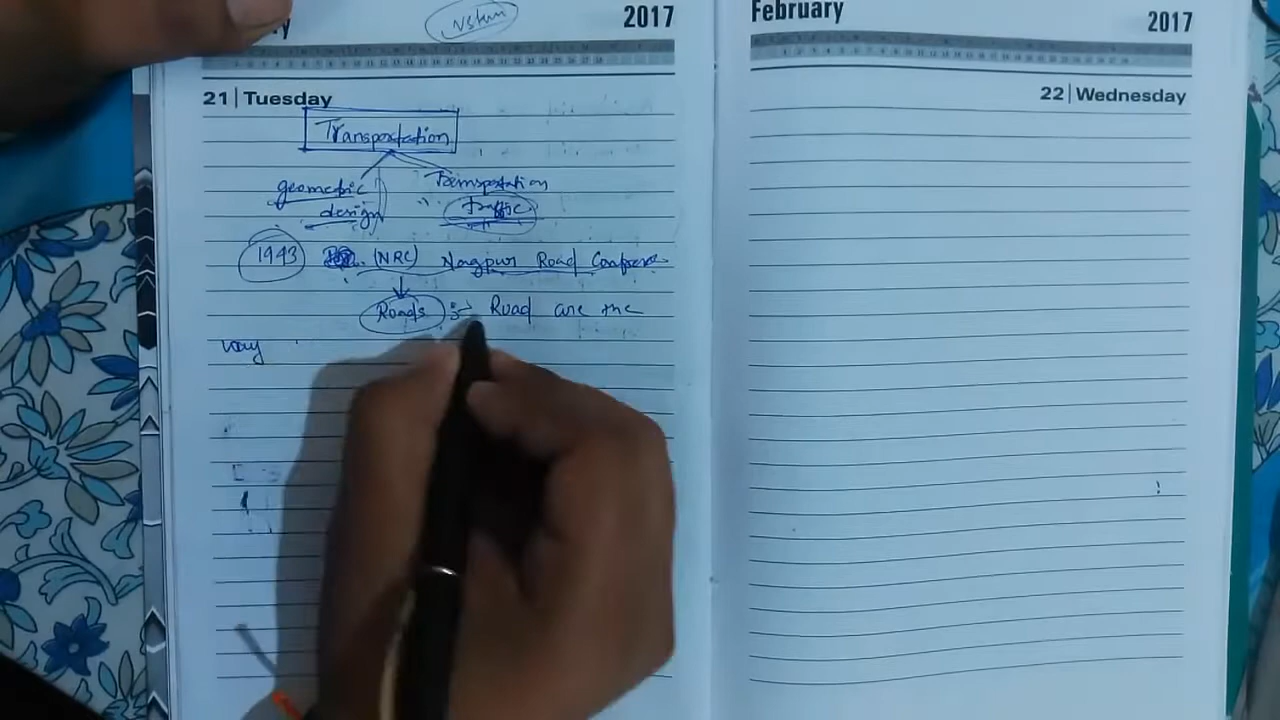 2017
21 | Tuesday
Transportation
geometric
design
Transportation
" Traffic
1943 (NRC) Nagpur Road Conference
Roads :- Road are the
very
February
2017
22 | Wednesday